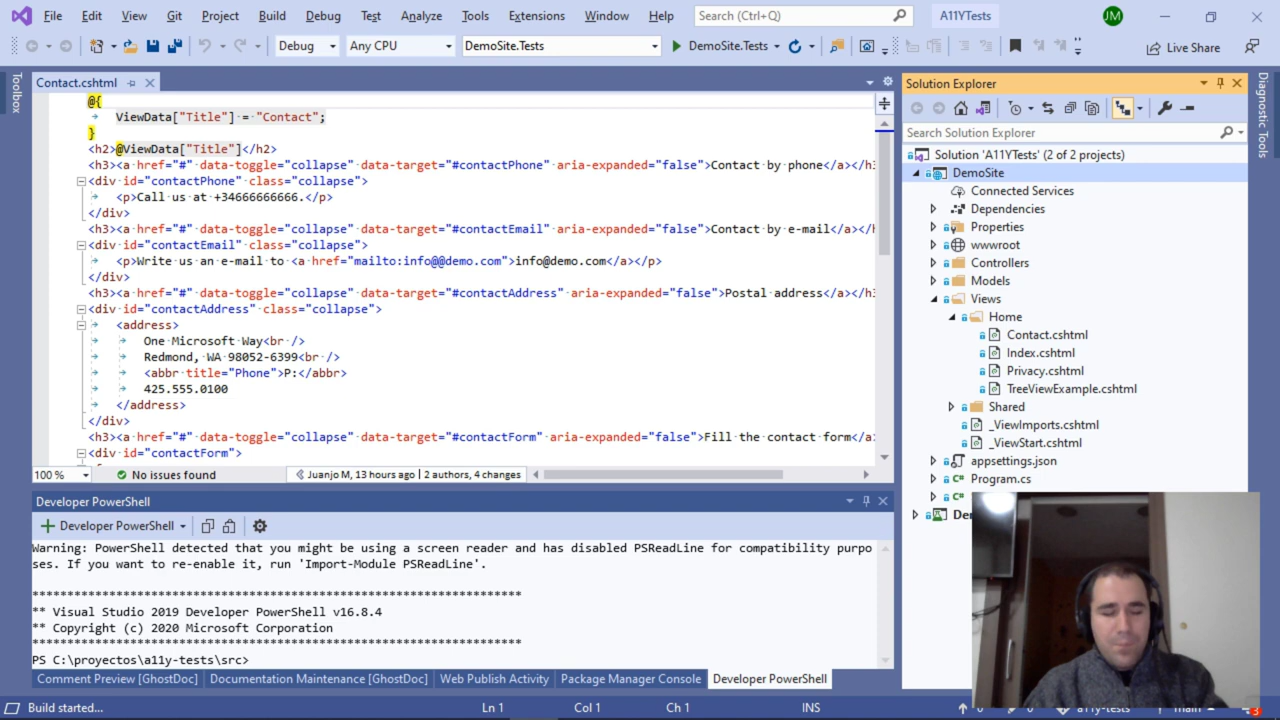 File Edit View Git Project Build Debug Test Analyze Tools Extensions Window Help Search (Ctrl+Q) A11YTests JM
Debug Any CPU DemoSite.Tests DemoSite.Tests Live Share
Toolbox
Contact.cshtml
@{
ViewData["Title"] = "Contact";
}
<h2>@ViewData["Title"]</h2>
<h3><a href="#" data-toggle="collapse" data-target="#contactPhone" aria-expanded="false">Contact by phone</a></h3
<div id="contactPhone" class="collapse">
<p>Call us at +34666666666.</p>
</div>
<h3><a href="#" data-toggle="collapse" data-target="#contactEmail" aria-expanded="false">Contact by e-mail</a></h
<div id="contactEmail" class="collapse">
<p>Write us an e-mail to <a href="mailto:info@@demo.com">info@demo.com</a></p>
</div>
<h3><a href="#" data-toggle="collapse" data-target="#contactAddress" aria-expanded="false">Postal address</a></h3
<div id="contactAddress" class="collapse">
<address>
One Microsoft Way<br />
Redmond, WA 98052-6399<br />
<abbr title="Phone">P:</abbr>
425.555.0100
</address>
</div>
<h3><a href="#" data-toggle="collapse" data-target="#contactForm" aria-expanded="false">Fill the contact form</a>
<div id="contactForm">
100 % No issues found Juanjo M, 13 hours ago | 2 authors, 4 changes
Developer PowerShell
Developer PowerShell
Warning: PowerShell detected that you might be using a screen reader and has disabled PSReadLine for compatibility purpo
ses. If you want to re-enable it, run 'Import-Module PSReadLine'.
**********************************************************************
** Visual Studio 2019 Developer PowerShell v16.8.4
** Copyright (c) 2020 Microsoft Corporation
**********************************************************************
PS C:\proyectos\a11y-tests\src>
Comment Preview [GhostDoc] Documentation Maintenance [GhostDoc] Web Publish Activity Package Manager Console Developer PowerShell
Solution Explorer
Search Solution Explorer
Solution 'A11YTests' (2 of 2 projects)
DemoSite
Connected Services
Dependencies
Properties
wwwroot
Controllers
Models
Views
Home
Contact.cshtml
Index.cshtml
Privacy.cshtml
TreeViewExample.cshtml
Shared
_ViewImports.cshtml
_ViewStart.cshtml
appsettings.json
Program.cs
C#
De
Diagnostic Tools
Build started... Ln 1 Col 1 Ch 1 INS a11y-tests main 3